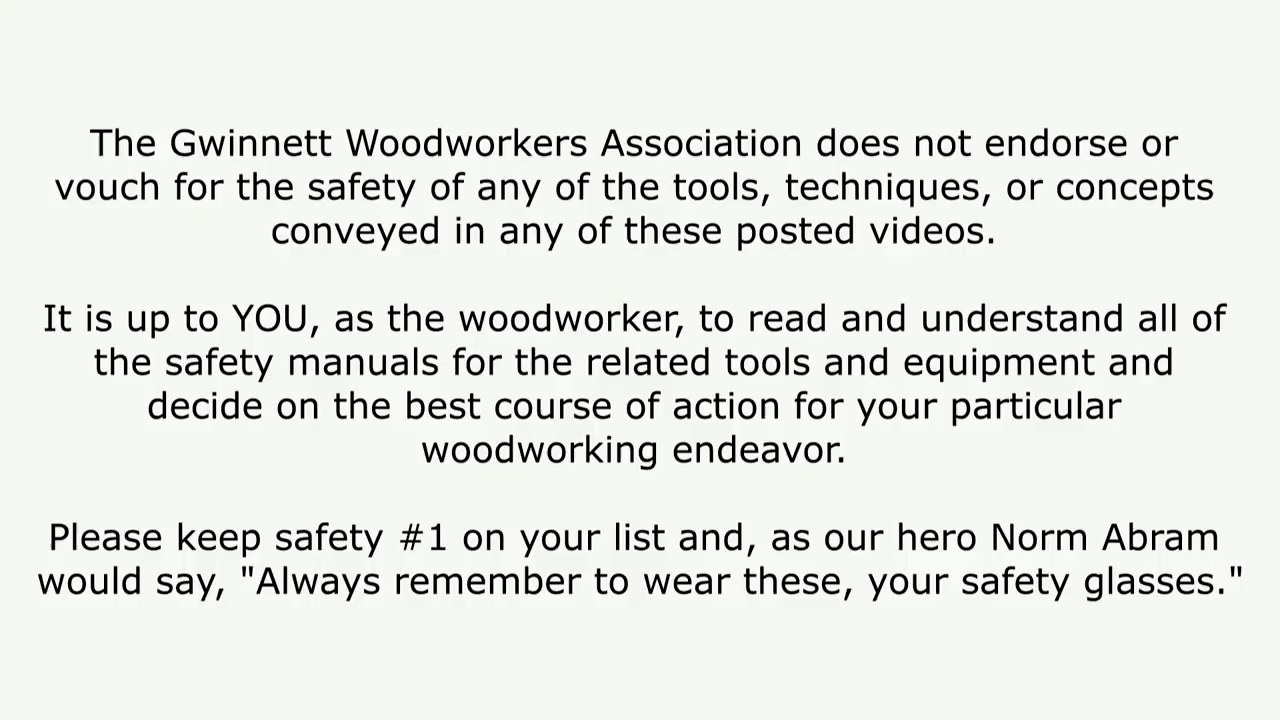 The Gwinnett Woodworkers Association does not endorse or
vouch for the safety of any of the tools, techniques, or concepts
conveyed in any of these posted videos.
It is up to YOU, as the woodworker, to read and understand all of
the safety manuals for the related tools and equipment and
decide on the best course of action for your particular
woodworking endeavor.
Please keep safety #1 on your list and, as our hero Norm Abram
would say, "Always remember to wear these, your safety glasses."